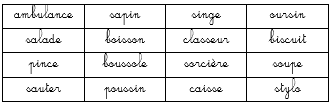 ambulance sapin singe oursin
salade boisson classeur biscuit
pince boussole sorcière soupe
sauter poussin caisse stylo